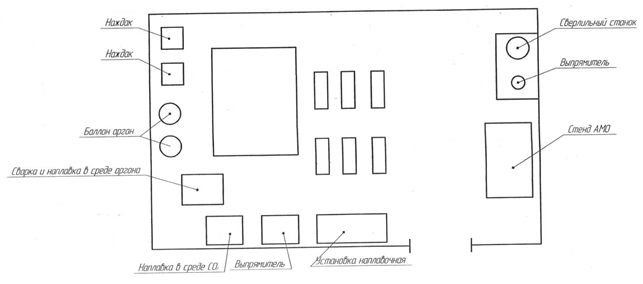 Наждак
Наждак
Баллон аргон
Сварка и наплавка в среде аргона
Наплавка в среде CO₂
Выпрямитель
Установка наплавочная
Сверлильный станок
Выпрямитель
Стенд АМО